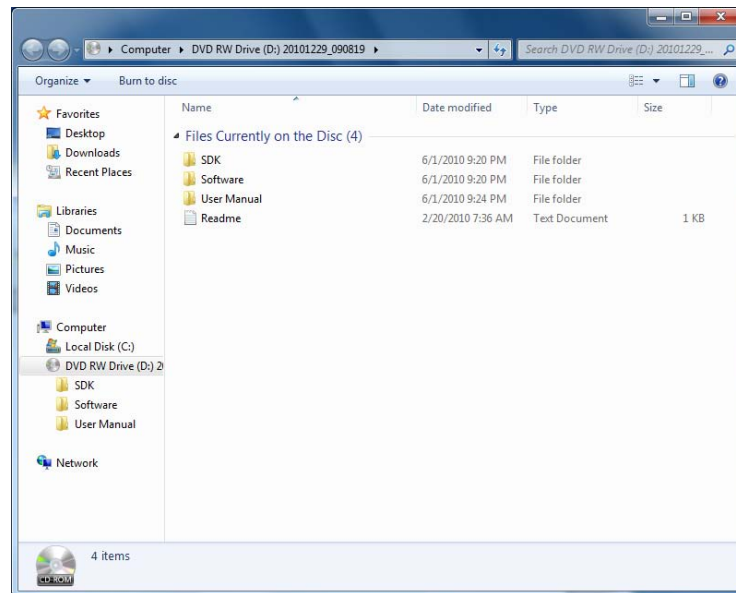 Computer ▸ DVD RW Drive (D:) 20101229_090819 ▸ Search DVD RW Drive (D:) 20101229_...
Organize Burn to disc
Favorites
Desktop
Downloads
Recent Places
Libraries
Documents
Music
Pictures
Videos
Computer
Local Disk (C:)
DVD RW Drive (D:) 20
SDK
Software
User Manual
Network
Name Date modified Type Size
Files Currently on the Disc (4)
SDK 6/1/2010 9:20 PM File folder
Software 6/1/2010 9:20 PM File folder
User Manual 6/1/2010 9:24 PM File folder
Readme 2/20/2010 7:36 AM Text Document 1 KB
4 items
CD-ROM